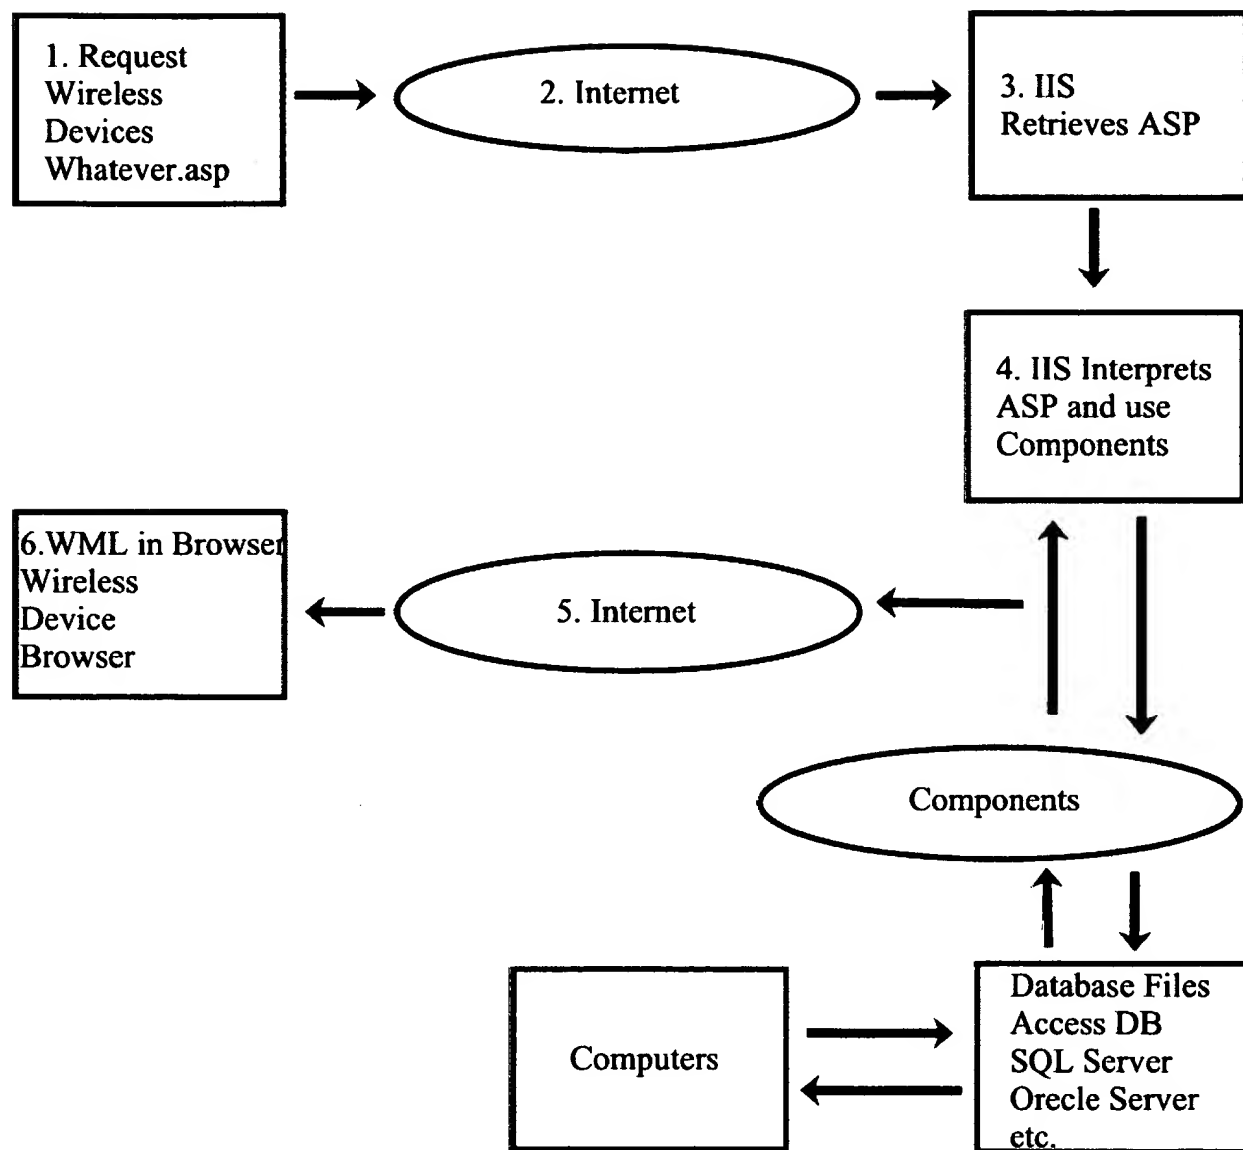 1. Request
Wireless
Devices
Whatever.asp
2. Internet
3. IIS
Retrieves ASP
4. IIS Interprets
ASP and use
Components
6.WML in Browser
Wireless
Device
Browser
5. Internet
Components
Computers
Database Files
Access DB
SQL Server
Orecle Server
etc.